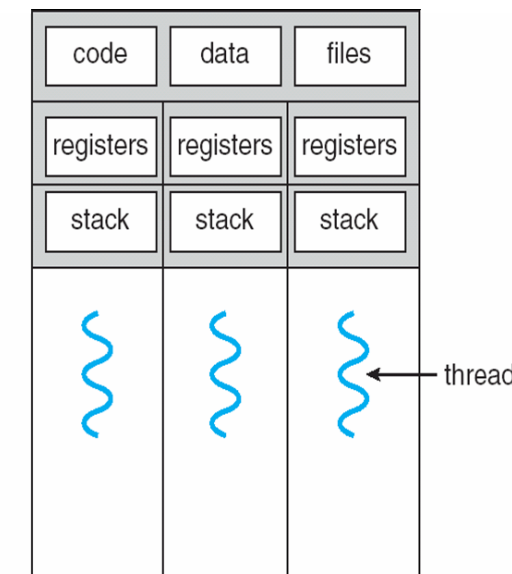 code data files
registers registers registers
stack stack stack
thread